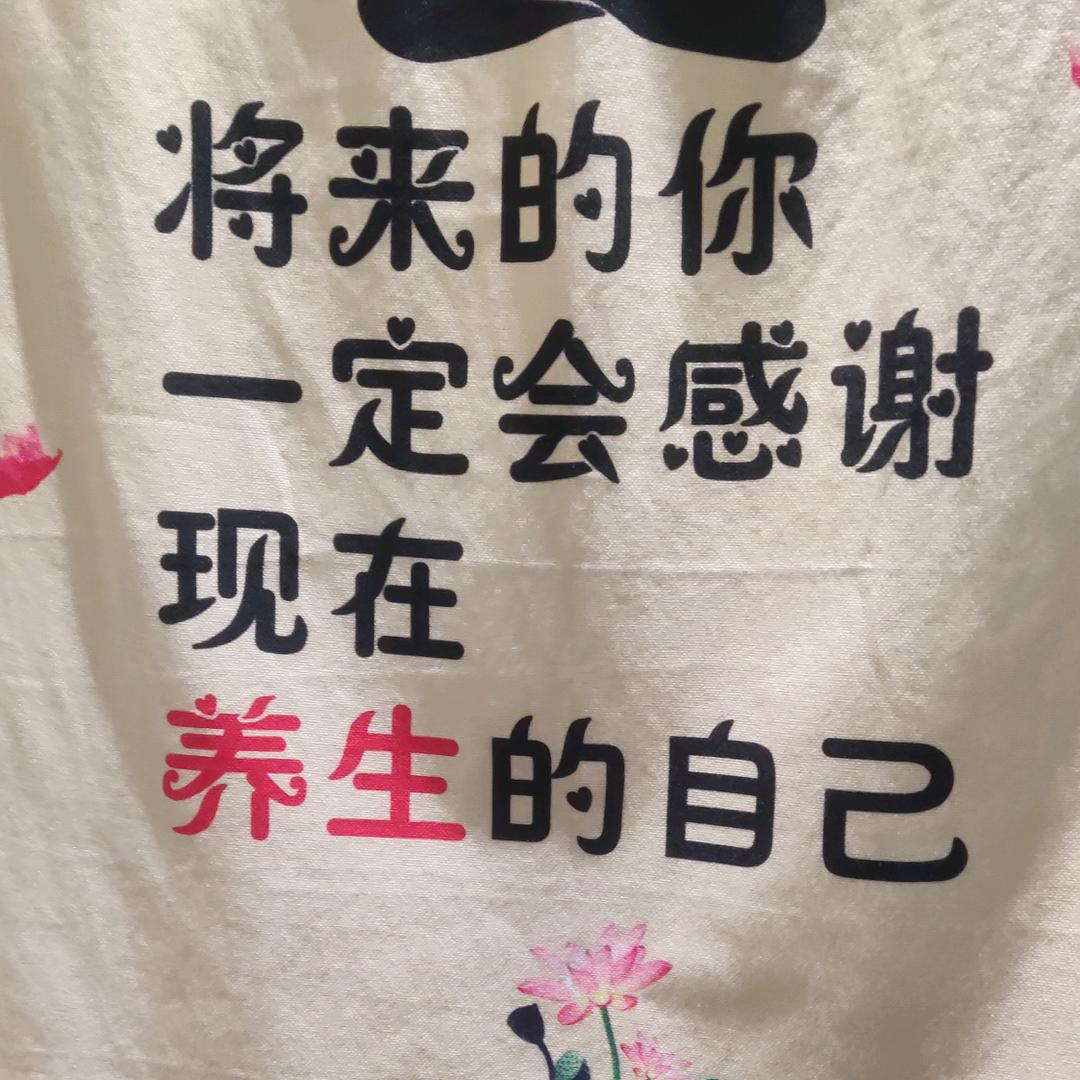 将来的你
一定会感谢
现在
养生的自己